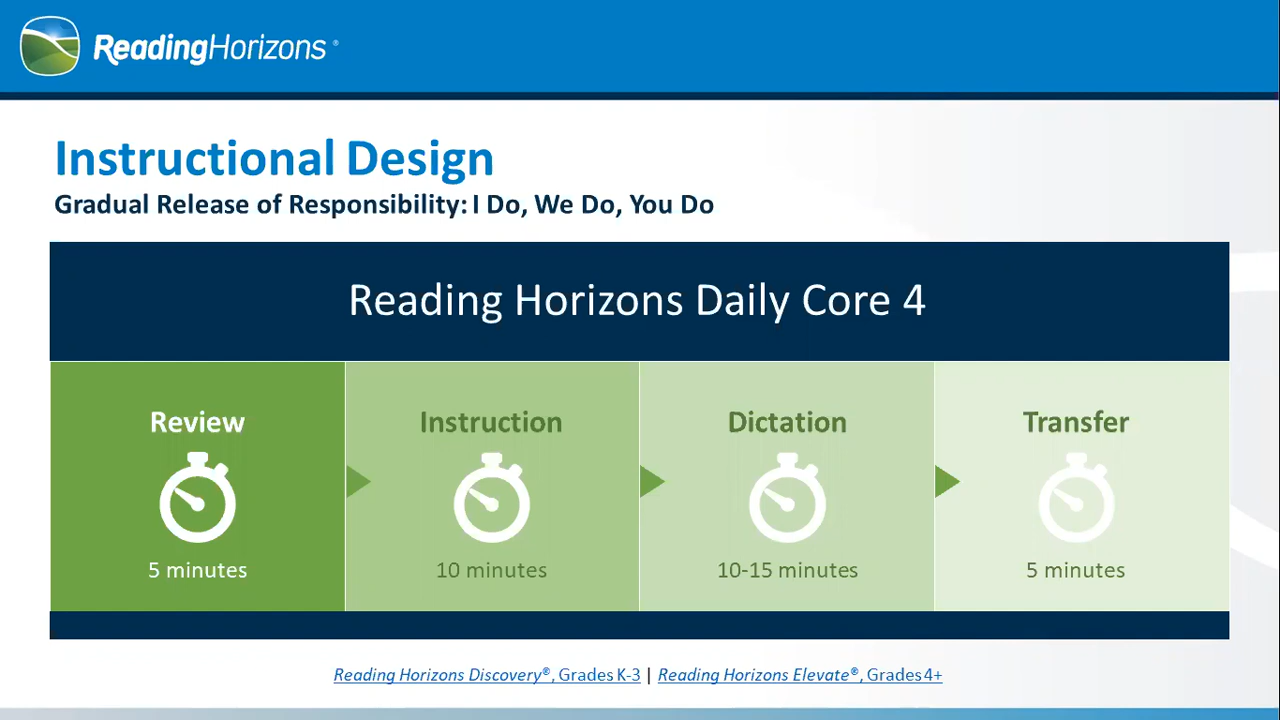 ReadingHorizons®
Instructional Design
Gradual Release of Responsibility: I Do, We Do, You Do
Reading Horizons Daily Core 4
Review
Instruction
Dictation
Transfer
5 minutes
10 minutes
10-15 minutes
5 minutes
Reading Horizons Discovery®, Grades K-3 | Reading Horizons Elevate®, Grades 4+